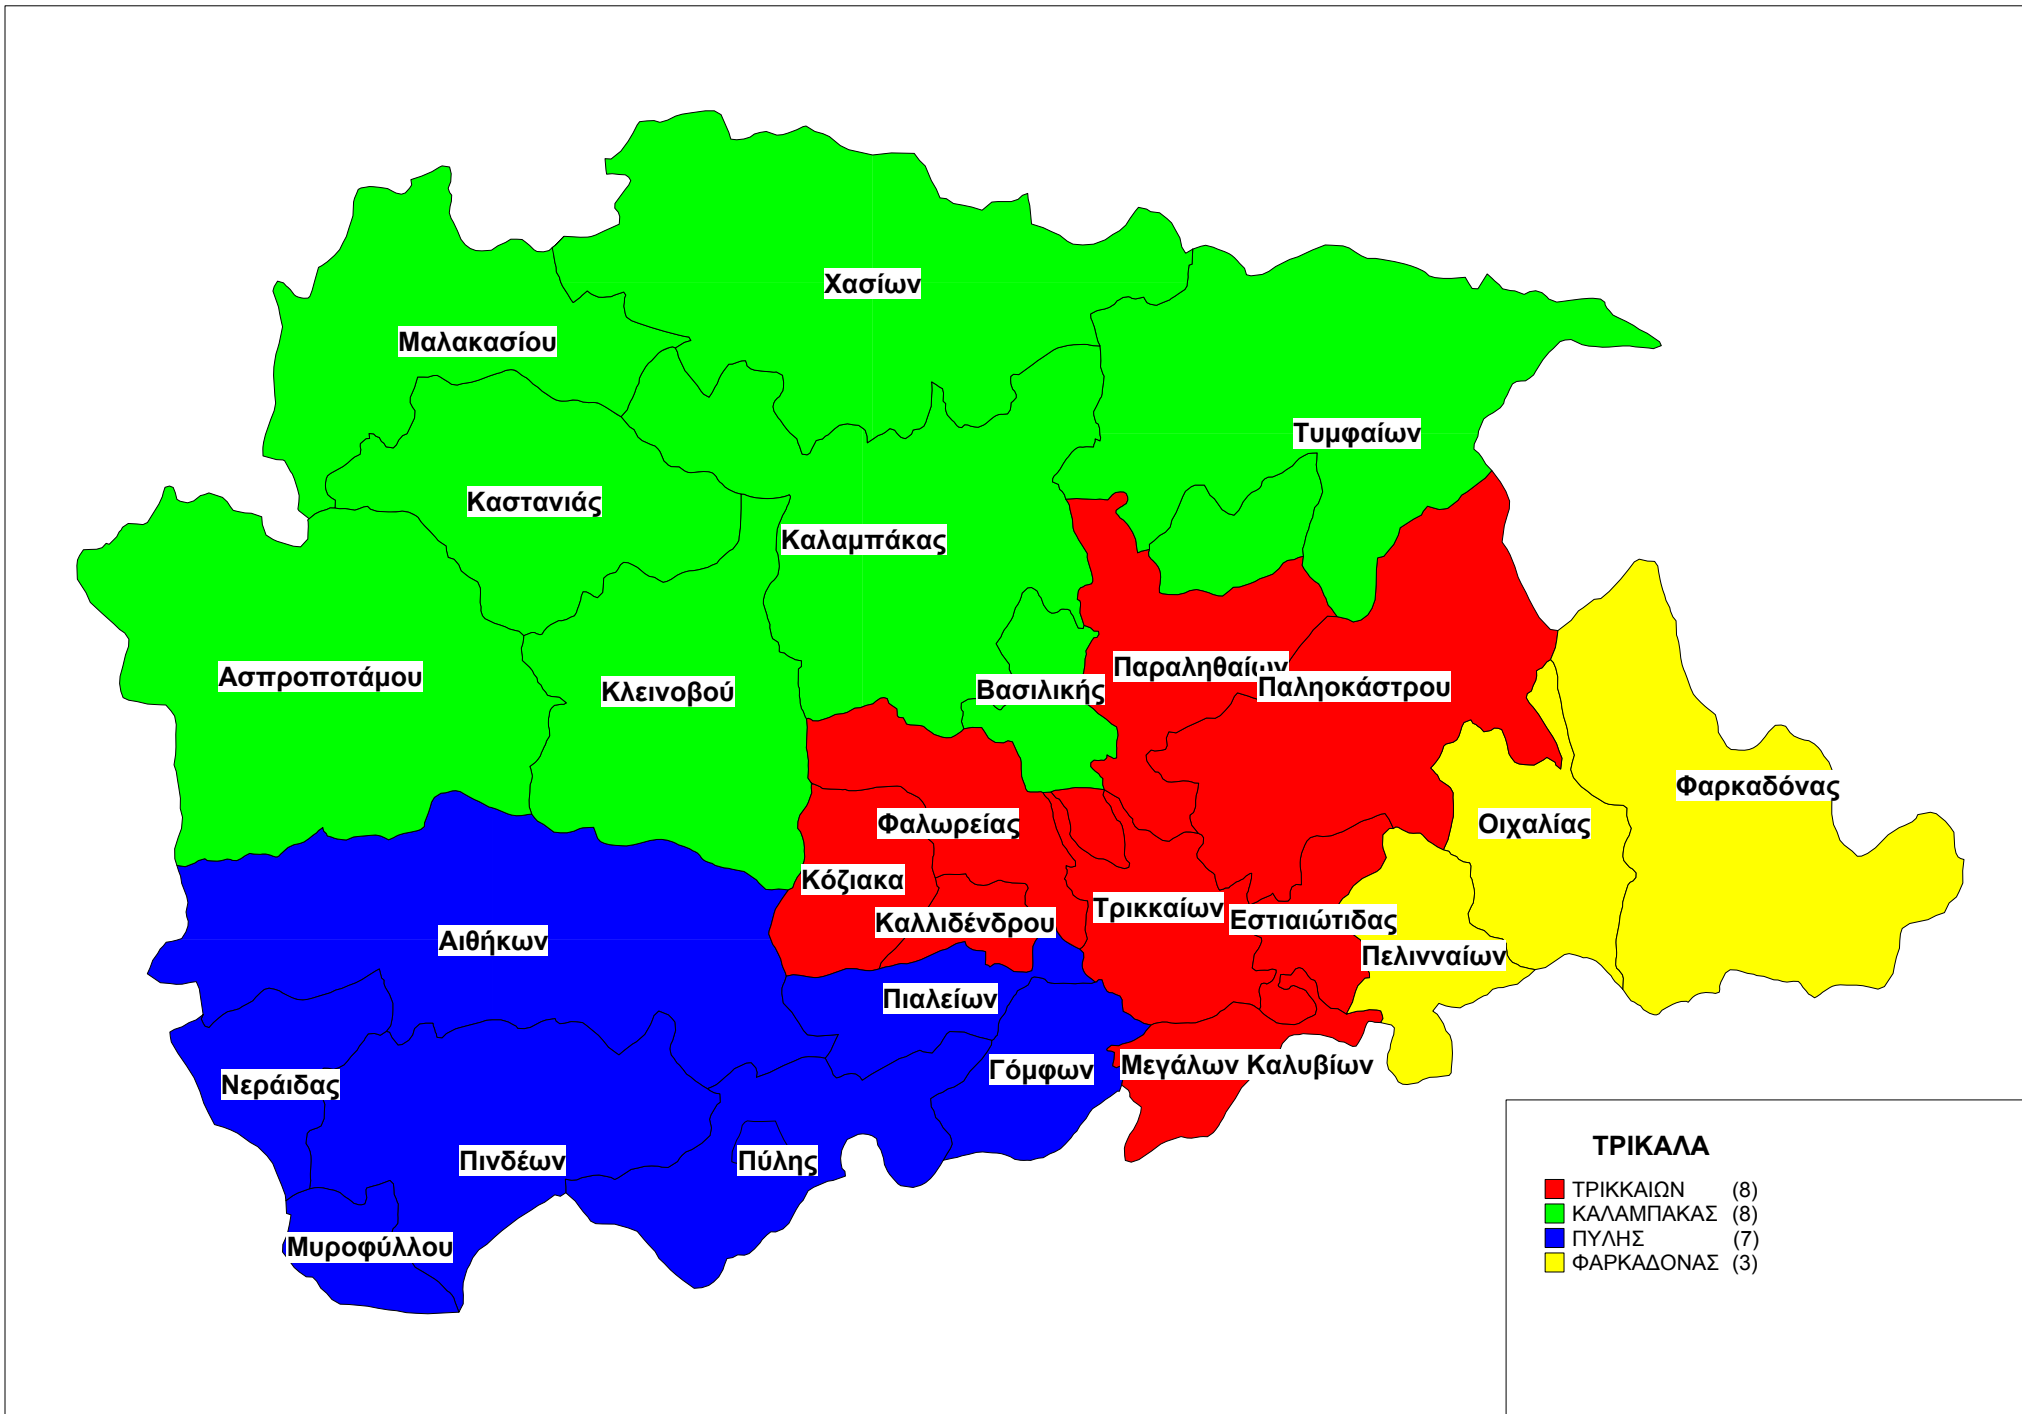 Χασίων
Μαλακασίου
Τυμφαίων
Καστανιάς
Καλαμπάκας
Παραληθαίων
Ασπροποτάμου
Κλεινοβού
Βασιλικής
Παληοκάστρου
Φαρκαδόνας
Φαλωρείας
Οιχαλίας
Κόζιακα
Τρικκαίων
Καλλιδένδρου
Εστιαιώτιδας
Αιθήκων
Πελινναίων
Πιαλείων
Γόμφων
Μεγάλων Καλυβίων
Νεράιδας
Πινδέων
Πύλης
Μυροφύλλου
ΤΡΙΚΑΛΑ
ΤΡΙΚΚΑΙΩΝ (8)
ΚΑΛΑΜΠΑΚΑΣ (8)
ΠΥΛΗΣ (7)
ΦΑΡΚΑΔΟΝΑΣ (3)